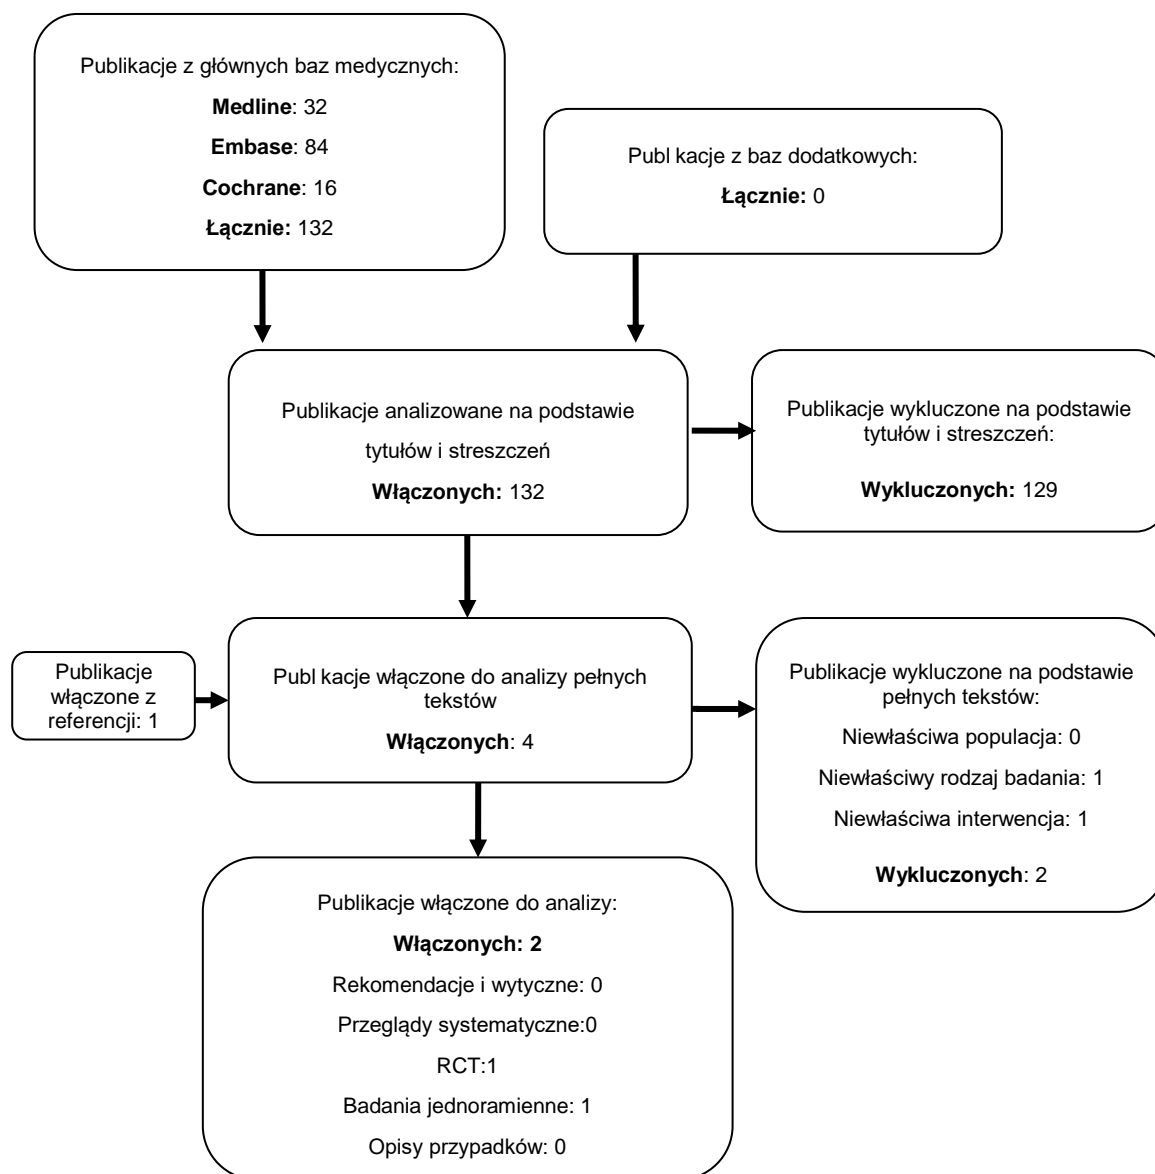 Publikacje z głównych baz medycznych:
Medline: 32
Embase: 84
Cochrane: 16
Łącznie: 132
Publ kacje z baz dodatkowych:
Łącznie: 0
Publikacje analizowane na podstawie
tytułów i streszczeń
Włączonych: 132
Publikacje wykluczone na podstawie
tytułów i streszczeń:
Wykluczonych: 129
Publikacje
włączone z
referencji: 1
Publ kacje włączone do analizy pełnych
tekstów
Włączonych: 4
Publikacje wykluczone na podstawie
pełnych tekstów:
Niewłaściwa populacja: 0
Niewłaściwy rodzaj badania: 1
Niewłaściwa interwencja: 1
Wykluczonych: 2
Publikacje włączone do analizy:
Włączonych: 2
Rekomendacje i wytyczne: 0
Przeglądy systematyczne:0
RCT:1
Badania jednoramienne: 1
Opisy przypadków: 0